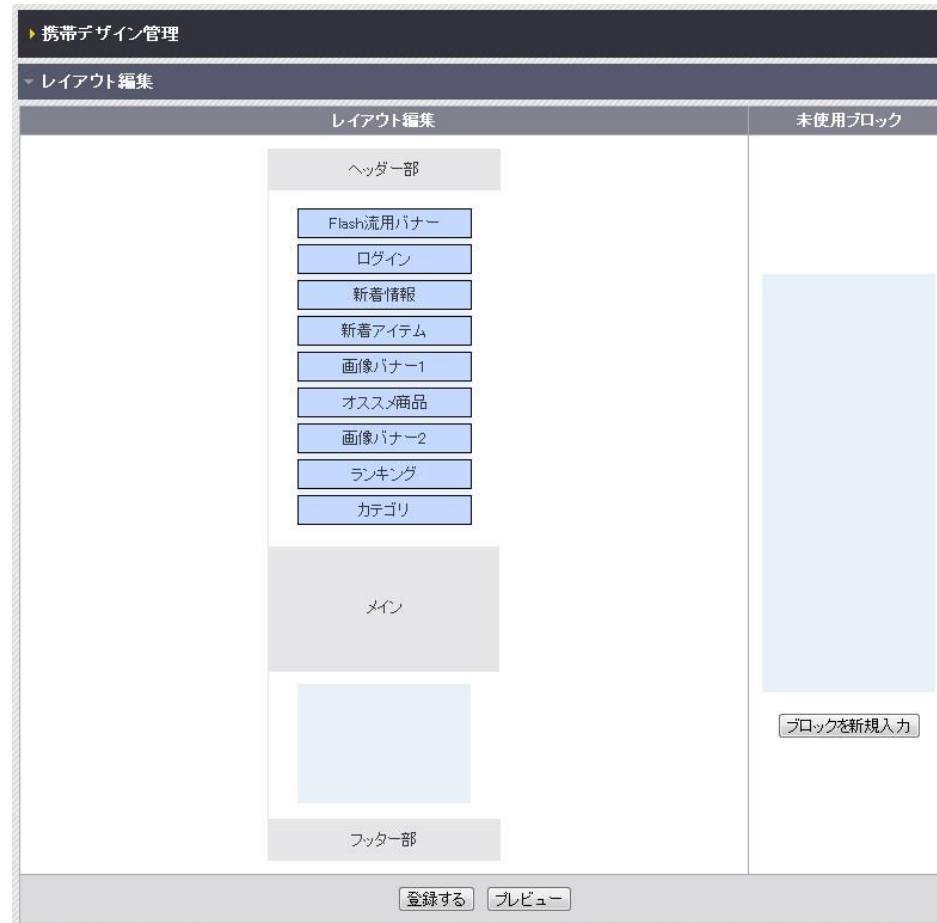 携帯デザイン管理
レイアウト編集
レイアウト編集
未使用ブロック
ヘッダー部
Flash流用バナー
ログイン
新着情報
新着アイテム
画像バナー1
オススメ商品
画像バナー2
ランキング
カテゴリ
メイン
ブロックを新規入力
フッター部
登録する
プレビュー